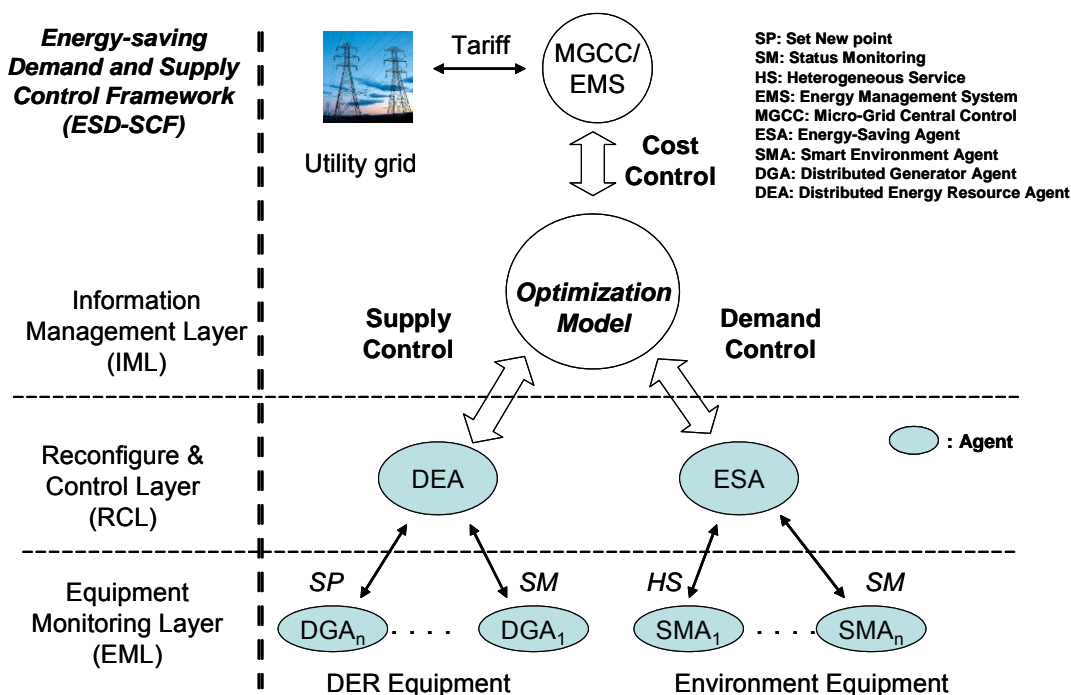 Energy-saving
Demand and Supply
Control Framework
(ESD-SCF)
Tariff
MGCC/
EMS
Utility grid
Cost
Control
SP: Set New point
SM: Status Monitoring
HS: Heterogeneous Service
EMS: Energy Management System
MGCC: Micro-Grid Central Control
ESA: Energy-Saving Agent
SMA: Smart Environment Agent
DGA: Distributed Generator Agent
DEA: Distributed Energy Resource Agent
Information
Management Layer
(IML)
Supply
Control
Optimization
Model
Demand
Control
Reconfigure &
Control Layer
(RCL)
DEA
ESA
: Agent
Equipment
Monitoring Layer
(EML)
SP
SM
HS
SM
DGAn
. . . .
DGA1
SMA1
. . . .
SMAn
DER Equipment
Environment Equipment